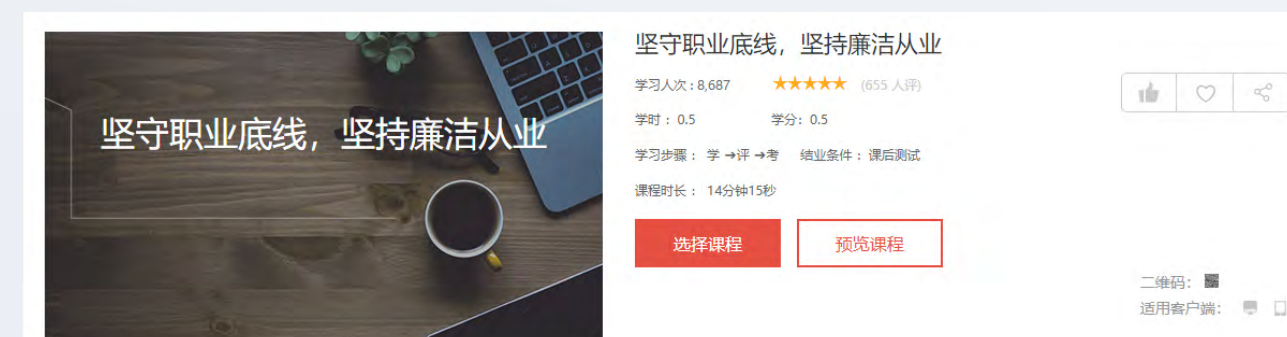 坚守职业底线，坚持廉洁从业
坚守职业底线，坚持廉洁从业
学习人次：8,687 ★★★★★ (655 人评)
学时： 0.5 学分：0.5
学习步骤： 学 ➔评 ➔考 结业条件： 课后测试
课程时长： 14分钟15秒
选择课程 预览课程
二维码：
适用客户端：